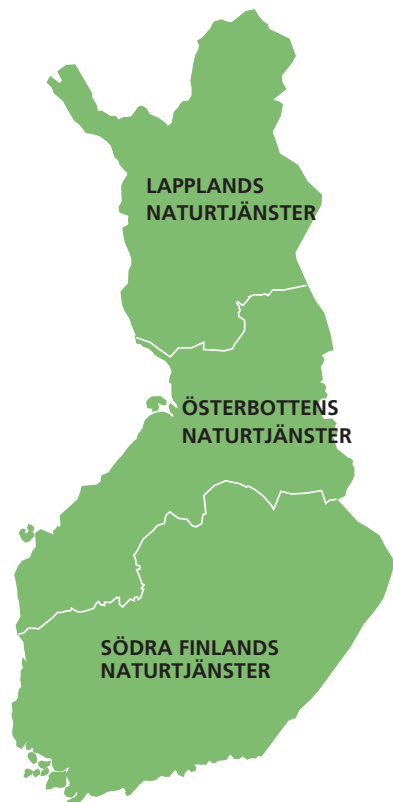 LAPPLANDS
NATURTJÄNSTER
ÖSTERBOTTENS
NATURTJÄNSTER
SÖDRA FINLANDS
NATURTJÄNSTER